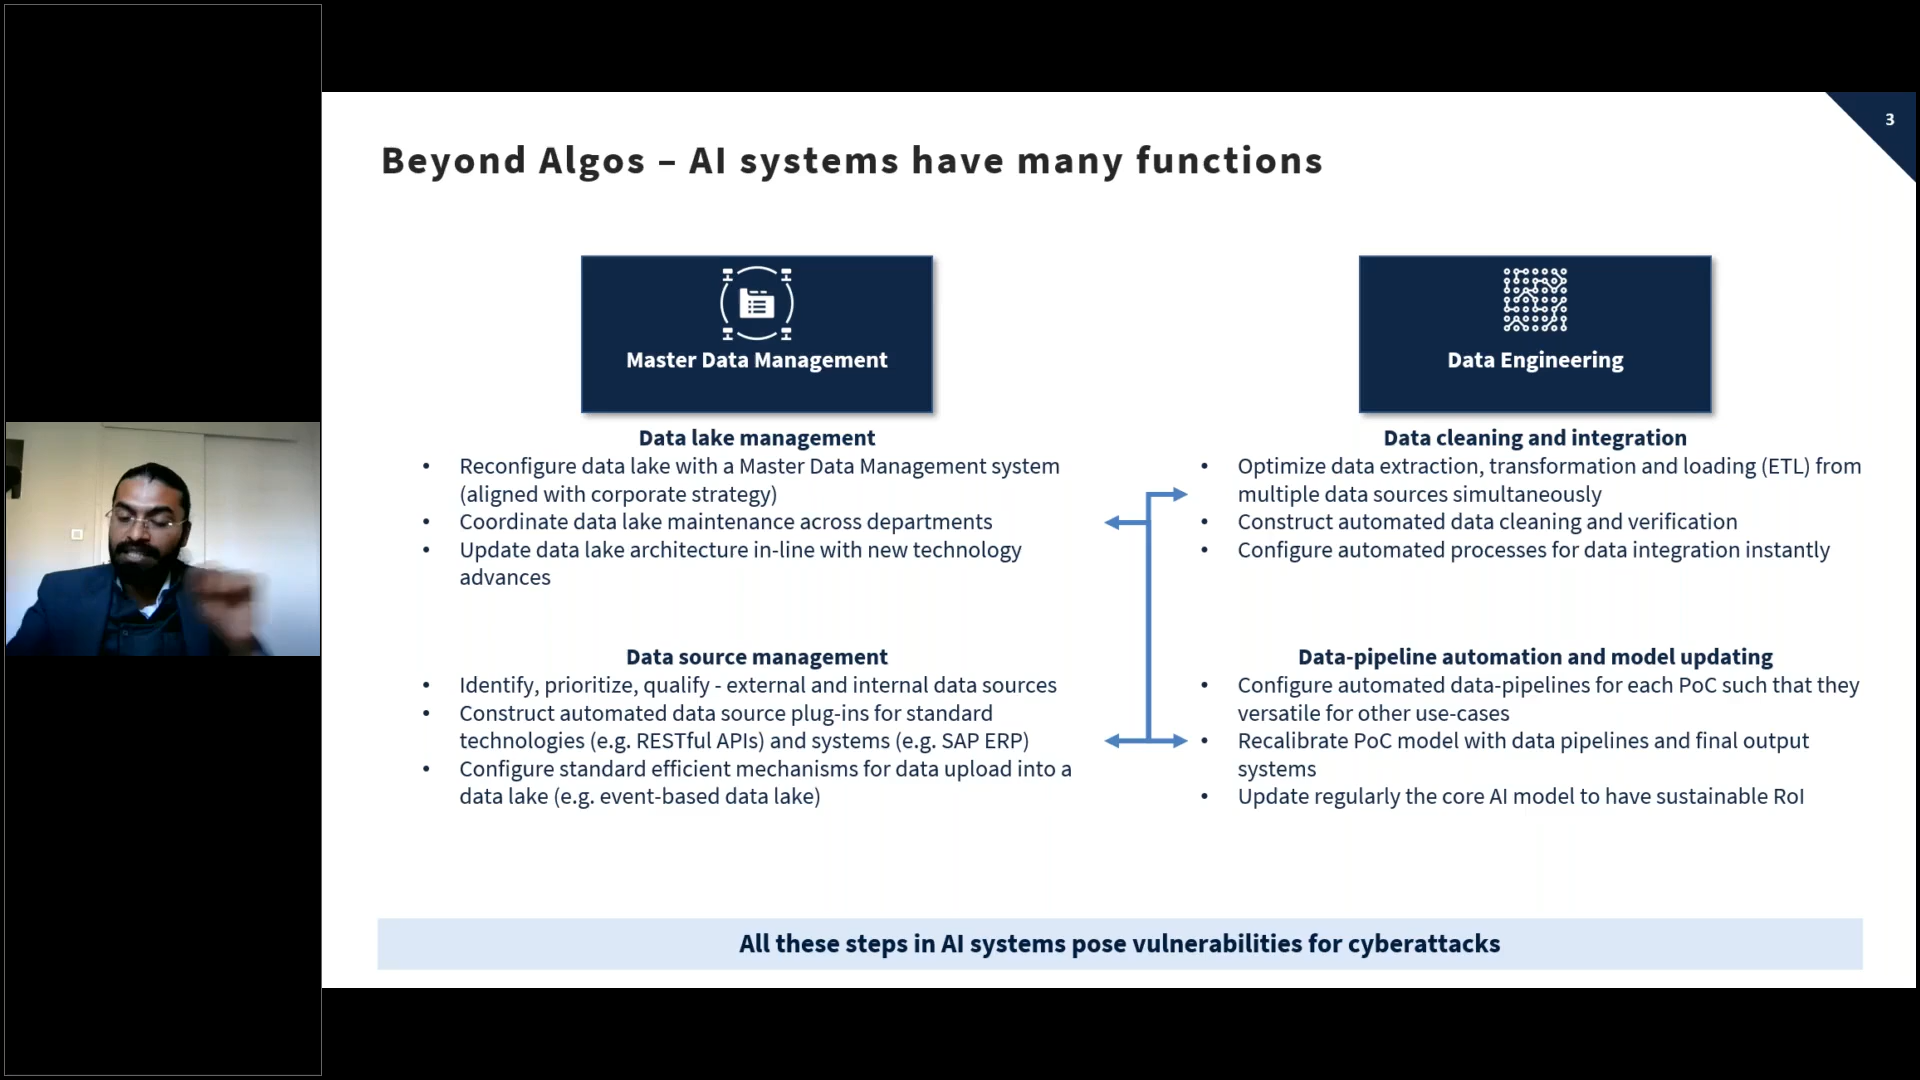 3
Beyond Algos – AI systems have many functions
Master Data Management
Data lake management
• Reconfigure data lake with a Master Data Management system
(aligned with corporate strategy)
• Coordinate data lake maintenance across departments
• Update data lake architecture in-line with new technology
advances
Data source management
• Identify, prioritize, qualify - external and internal data sources
• Construct automated data source plug-ins for standard
technologies (e.g. RESTful APIs) and systems (e.g. SAP ERP)
• Configure standard efficient mechanisms for data upload into a
data lake (e.g. event-based data lake)
Data Engineering
Data cleaning and integration
• Optimize data extraction, transformation and loading (ETL) from
multiple data sources simultaneously
• Construct automated data cleaning and verification
• Configure automated processes for data integration instantly
Data-pipeline automation and model updating
• Configure automated data-pipelines for each PoC such that they
versatile for other use-cases
• Recalibrate PoC model with data pipelines and final output
systems
• Update regularly the core AI model to have sustainable RoI
All these steps in AI systems pose vulnerabilities for cyberattacks